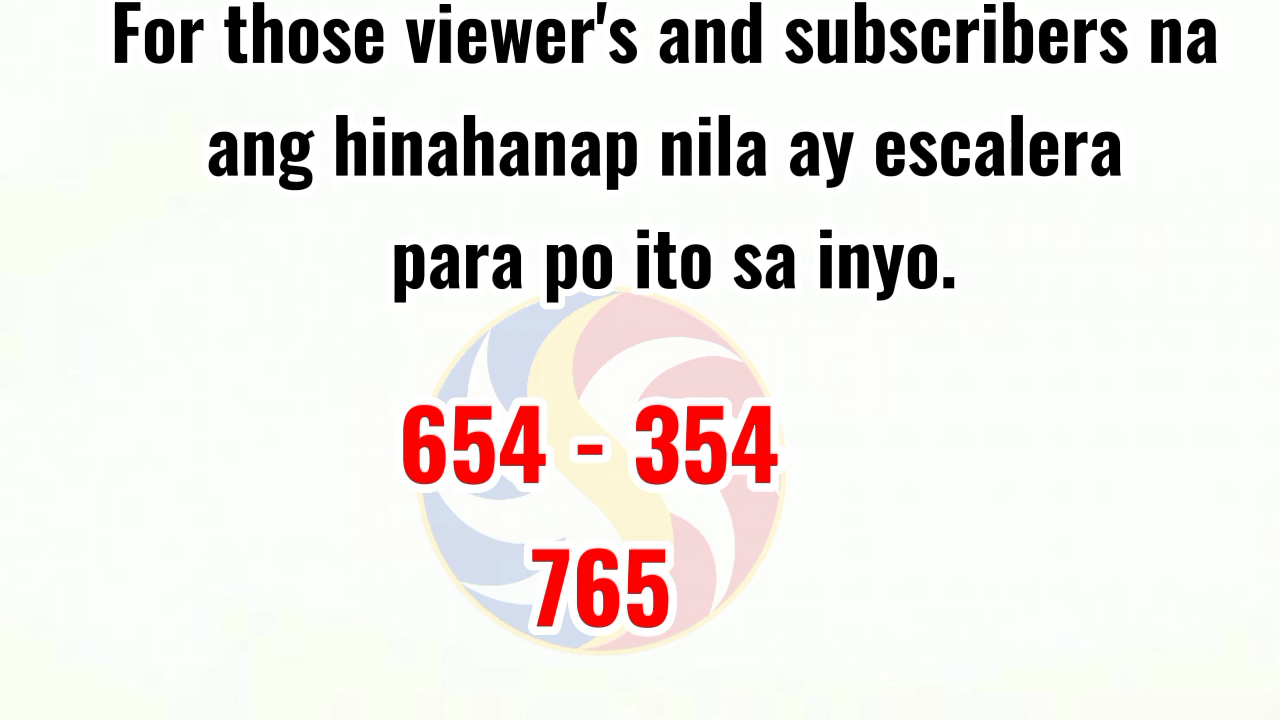 For those viewer's and subscribers na
ang hinahanap nila ay escalera
para po ito sa inyo.
654 - 354
765